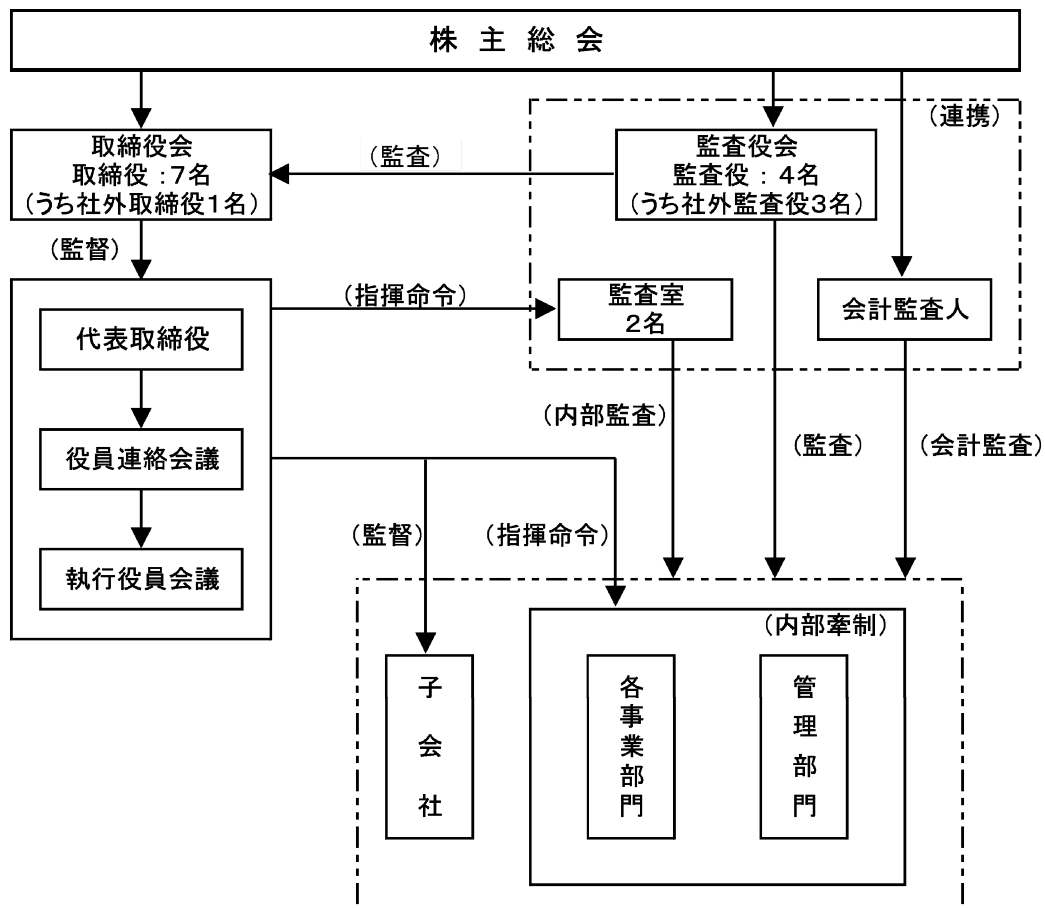 株主総会
(連携)
取締役会
取締役:7名
(うち社外取締役1名)
(監査)
監査役会
監査役:4名
(うち社外監査役3名)
(監督)
(指揮命令)
監査室
2名
会計監査人
代表取締役
役員連絡会議
執行役員会議
(内部監査)
(監査)
(会計監査)
(監督)
(指揮命令)
(内部牽制)
子会社
各事業部門
管理部門